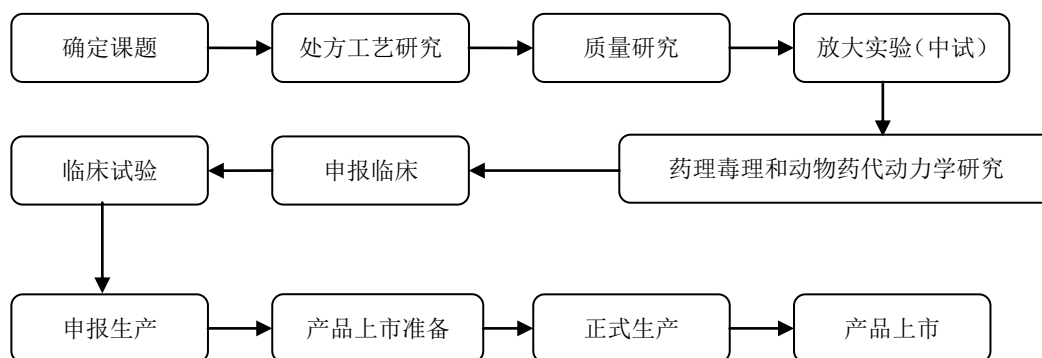 确定课题
处方工艺研究
质量研究
放大实验（中试）
药理毒理和动物药代动力学研究
申报临床
临床试验
申报生产
产品上市准备
正式生产
产品上市